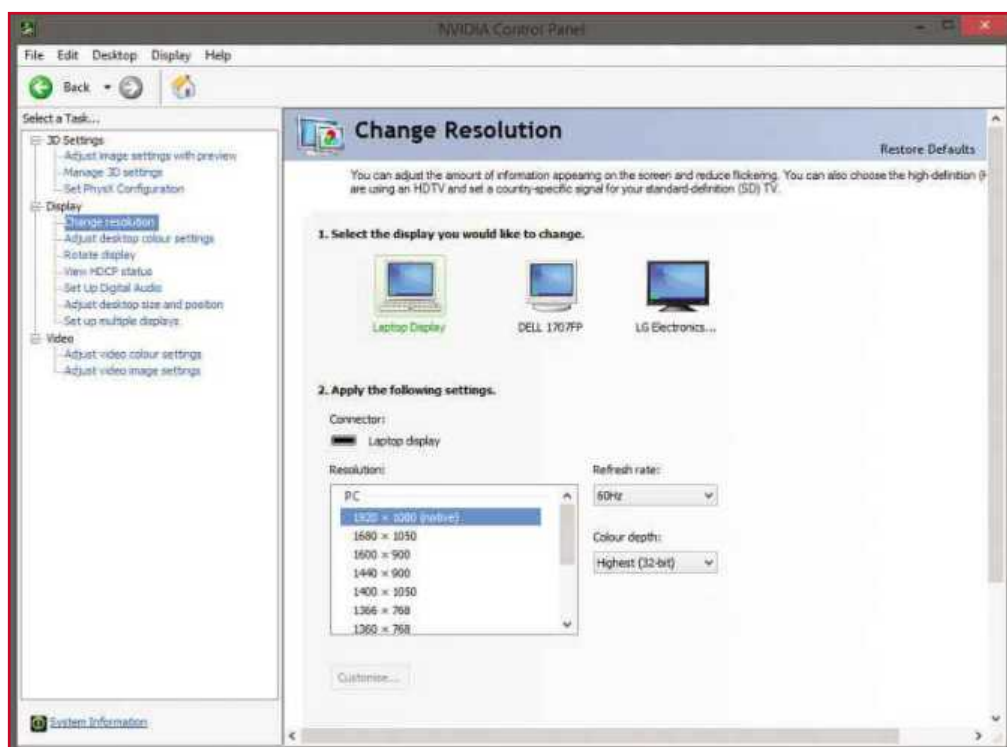 NVIDIA Control Panel
File Edit Desktop Display Help
Back
Select a Task...
3D Settings
Adjust image settings with preview
Manage 3D settings
Set PhysX Configuration
Display
Change resolution
Adjust desktop colour settings
Rotate display
View HDCP status
Set Up Digital Audio
Adjust desktop size and position
Set up multiple displays
Video
Adjust video colour settings
Adjust video image settings
System Information
Change Resolution
Restore Defaults
You can adjust the amount of information appearing on the screen and reduce flickering. You can also choose the high-definition (H
are using an HDTV and set a country-specific signal for your standard-definition (SD) TV.
1. Select the display you would like to change.
Laptop Display DELL 1707FP LG Electronics...
2. Apply the following settings.
Connector:
Laptop display
Resolution:
PC
1920 × 1080 (native)
1680 × 1050
1600 × 900
1440 × 900
1400 × 1050
1366 × 768
1360 × 768
Refresh rate:
60Hz
Colour depth:
Highest (32-bit)
Customise...